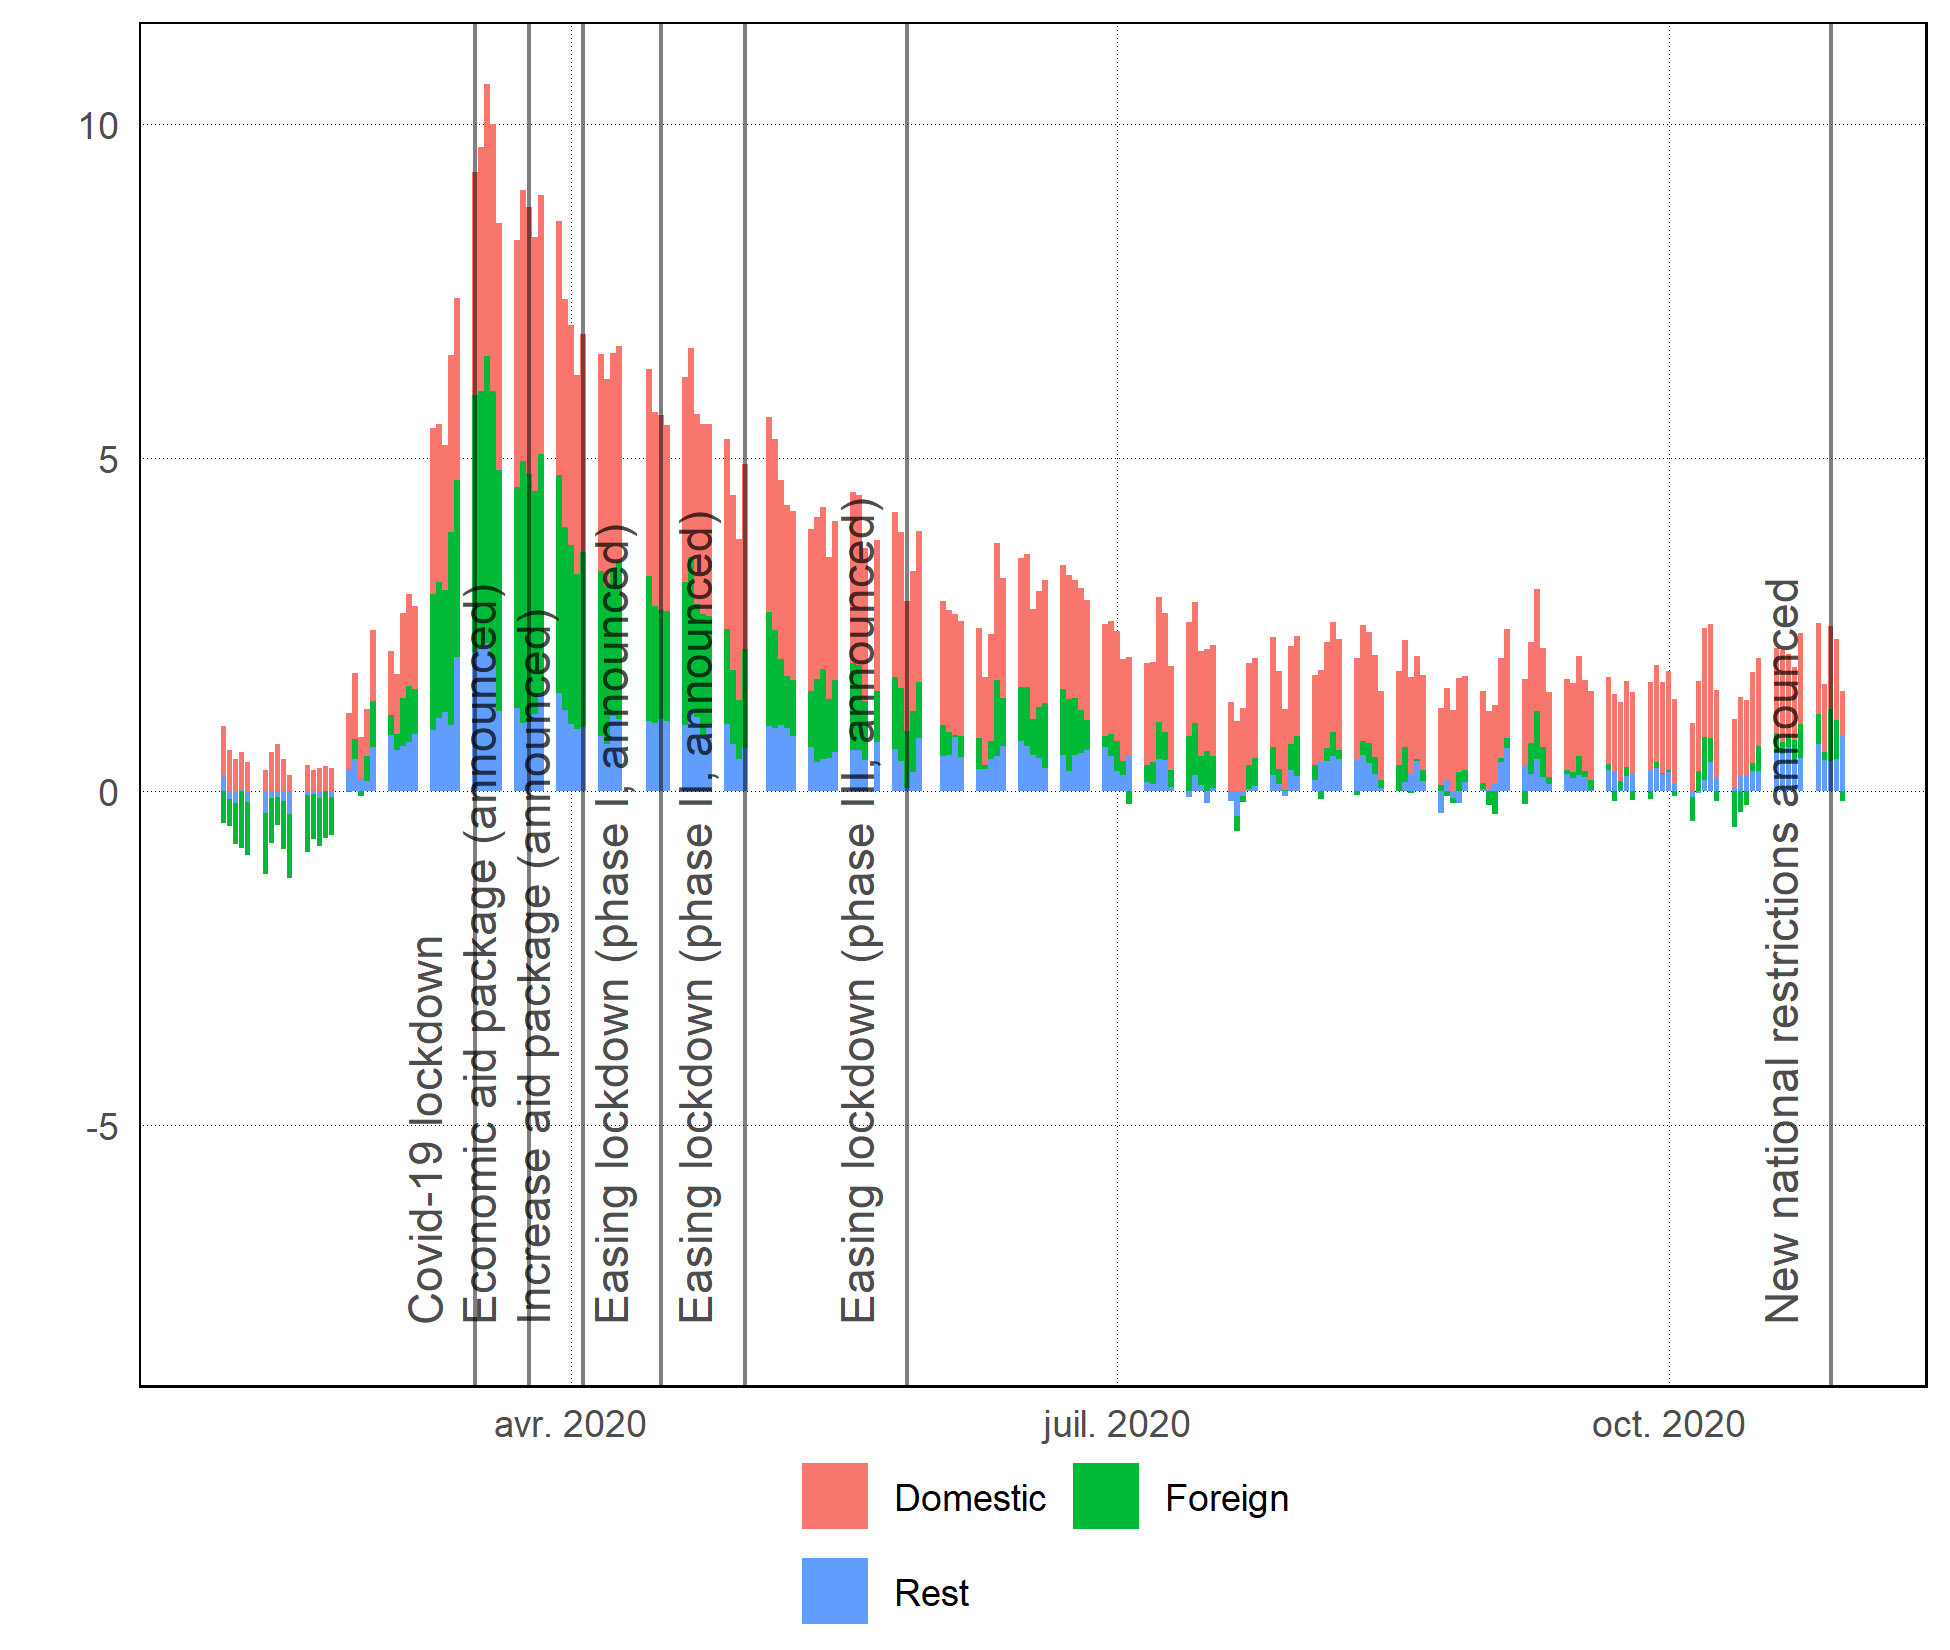 10
5
0
-5
Covid-19 lockdown
Economic aid package (announced)
Increase aid package (announced)
Easing lockdown (phase I, announced)
Easing lockdown (phase II, announced)
Easing lockdown (phase III, announced)
New national restrictions announced
avr. 2020
juil. 2020
oct. 2020
Domestic
Foreign
Rest